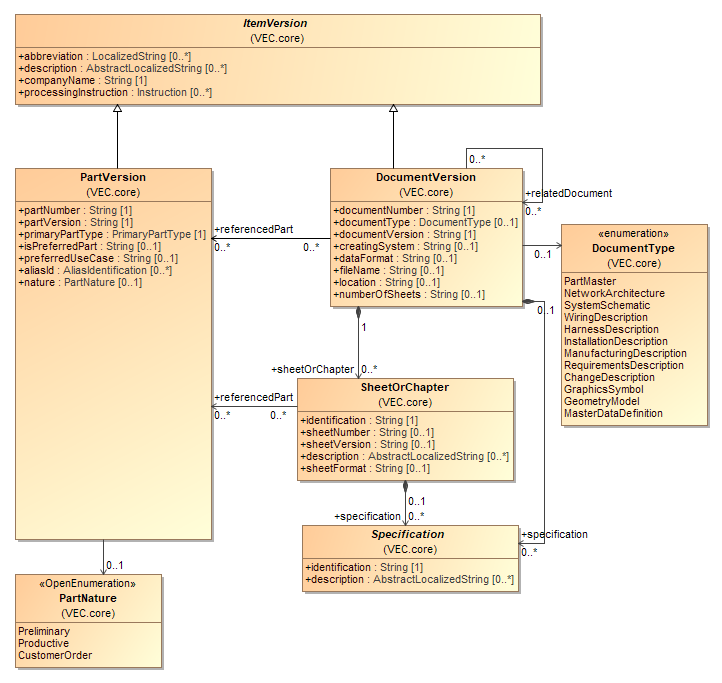 ItemVersion
(VEC.core)
+abbreviation : LocalizedString [0..*]
+description : AbstractLocalizedString [0..*]
+companyName : String [1]
+processingInstruction : Instruction [0..*]
PartVersion
(VEC.core)
+partNumber : String [1]
+partVersion : String [1]
+primaryPartType : PrimaryPartType [1]
+isPreferredPart : String [0..1]
+preferredUseCase : String [0..1]
+aliasId : AliasIdentification [0..*]
+nature : PartNature [0..1]
+referencedPart
0..*
0..*
DocumentVersion
(VEC.core)
+documentNumber : String [1]
+documentType : DocumentType [0..1]
+documentVersion : String [1]
+creatingSystem : String [0..1]
+dataFormat : String [0..1]
+fileName : String [0..1]
+location : String [0..1]
+numberOfSheets : String [0..1]
0..*
+relatedDocument
0..*
0..1
«enumeration»
DocumentType
(VEC.core)
PartMaster
NetworkArchitecture
SystemSchematic
WiringDescription
HarnessDescription
InstallationDescription
ManufacturingDescription
RequirementsDescription
ChangeDescription
GraphicsSymbol
GeometryModel
MasterDataDefinition
0..1
1
+sheetOrChapter
0..*
+referencedPart
0..*
0..*
SheetOrChapter
(VEC.core)
+identification : String [1]
+sheetNumber : String [0..1]
+sheetVersion : String [0..1]
+description : AbstractLocalizedString [0..*]
+sheetFormat : String [0..1]
0..1
+specification
0..*
+specification
0..*
Specification
(VEC.core)
+identification : String [1]
+description : AbstractLocalizedString [0..*]
0..1
«OpenEnumeration»
PartNature
(VEC.core)
Preliminary
Productive
CustomerOrder